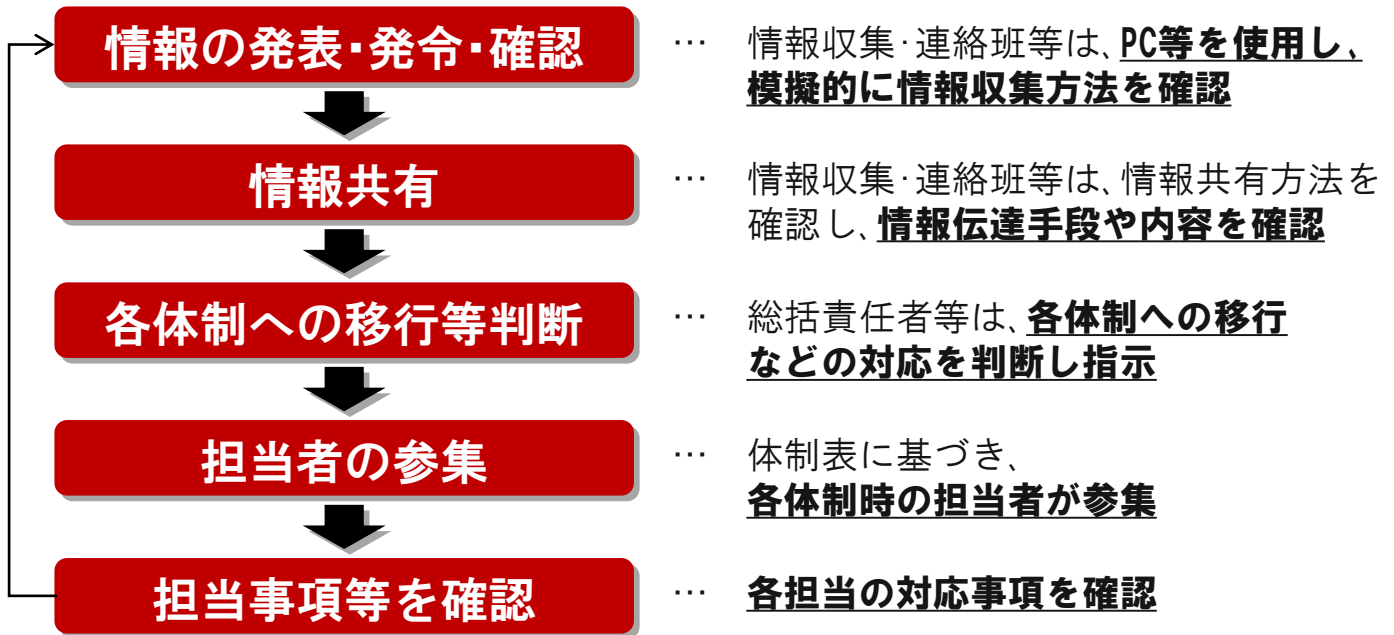 情報の発表・発令・確認
… 情報収集・連絡班等は、PC等を使用し、
模擬的に情報収集方法を確認
情報共有
… 情報収集・連絡班等は、情報共有方法を
確認し、情報伝達手段や内容を確認
各体制への移行等判断
… 総括責任者等は、各体制への移行
などの対応を判断し指示
担当者の参集
… 体制表に基づき、
各体制時の担当者が参集
担当事項等を確認
… 各担当の対応事項を確認